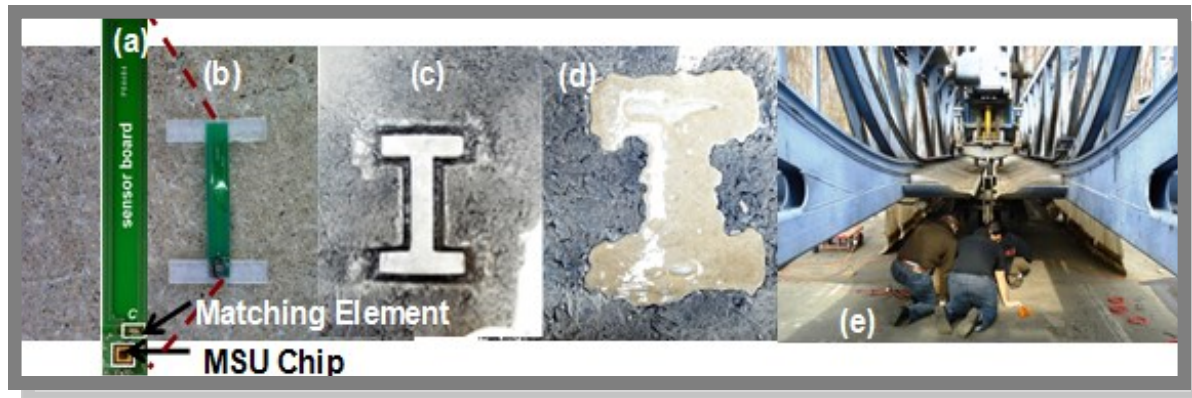 (a)
(b)
(c)
(d)
sensor board
C
Matching Element
MSU Chip
(e)